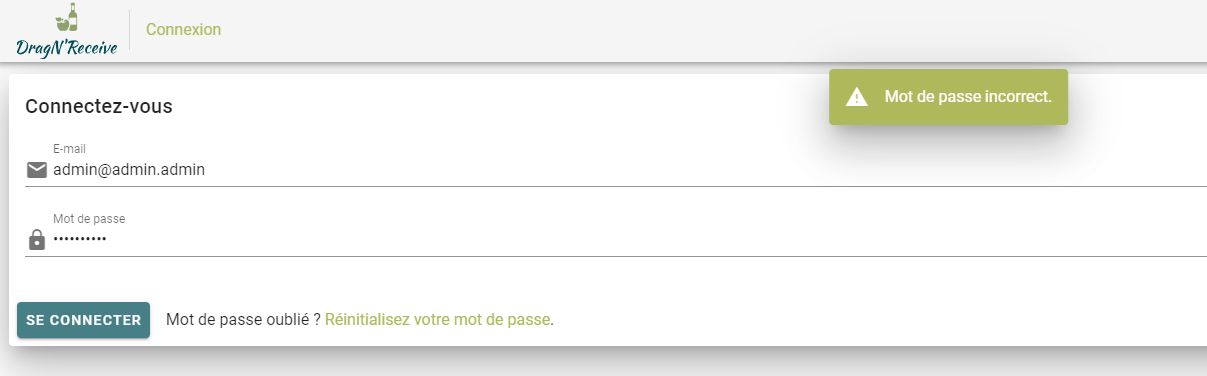 DragN'Receive
Connexion
Mot de passe incorrect.
Connectez-vous
E-mail
admin@admin.admin
Mot de passe
••••••••••
SE CONNECTER
Mot de passe oublié ? Réinitialisez votre mot de passe.